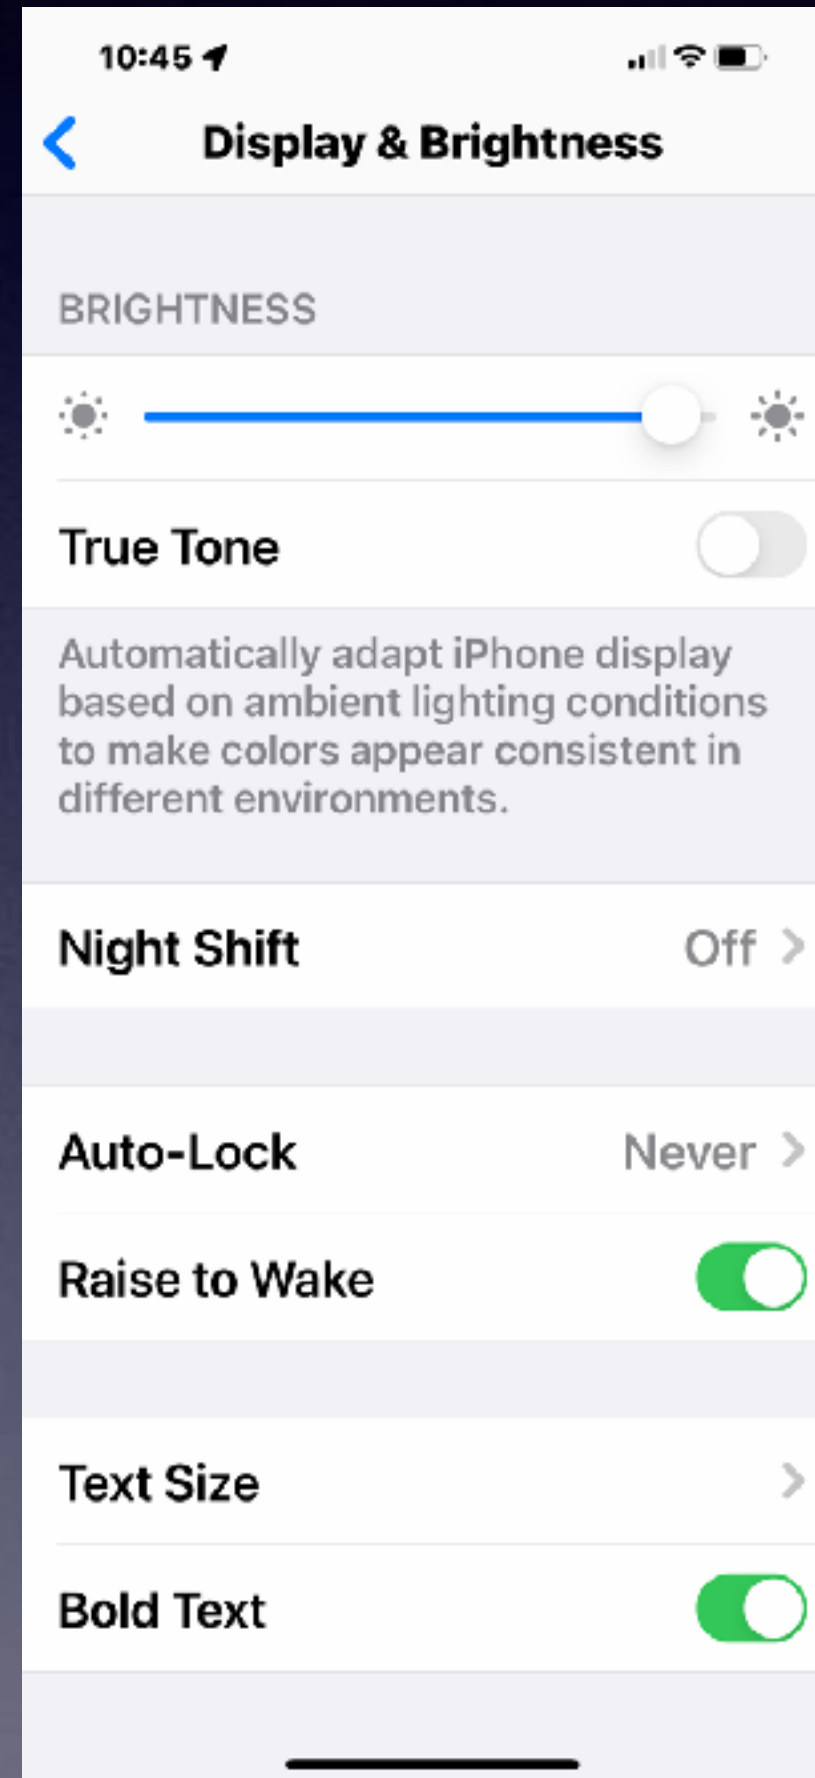 10:45
Display & Brightness
BRIGHTNESS
True Tone
Automatically adapt iPhone display
based on ambient lighting conditions
to make colors appear consistent in
different environments.
Night Shift Off
Auto-Lock Never
Raise to Wake
Text Size
Bold Text